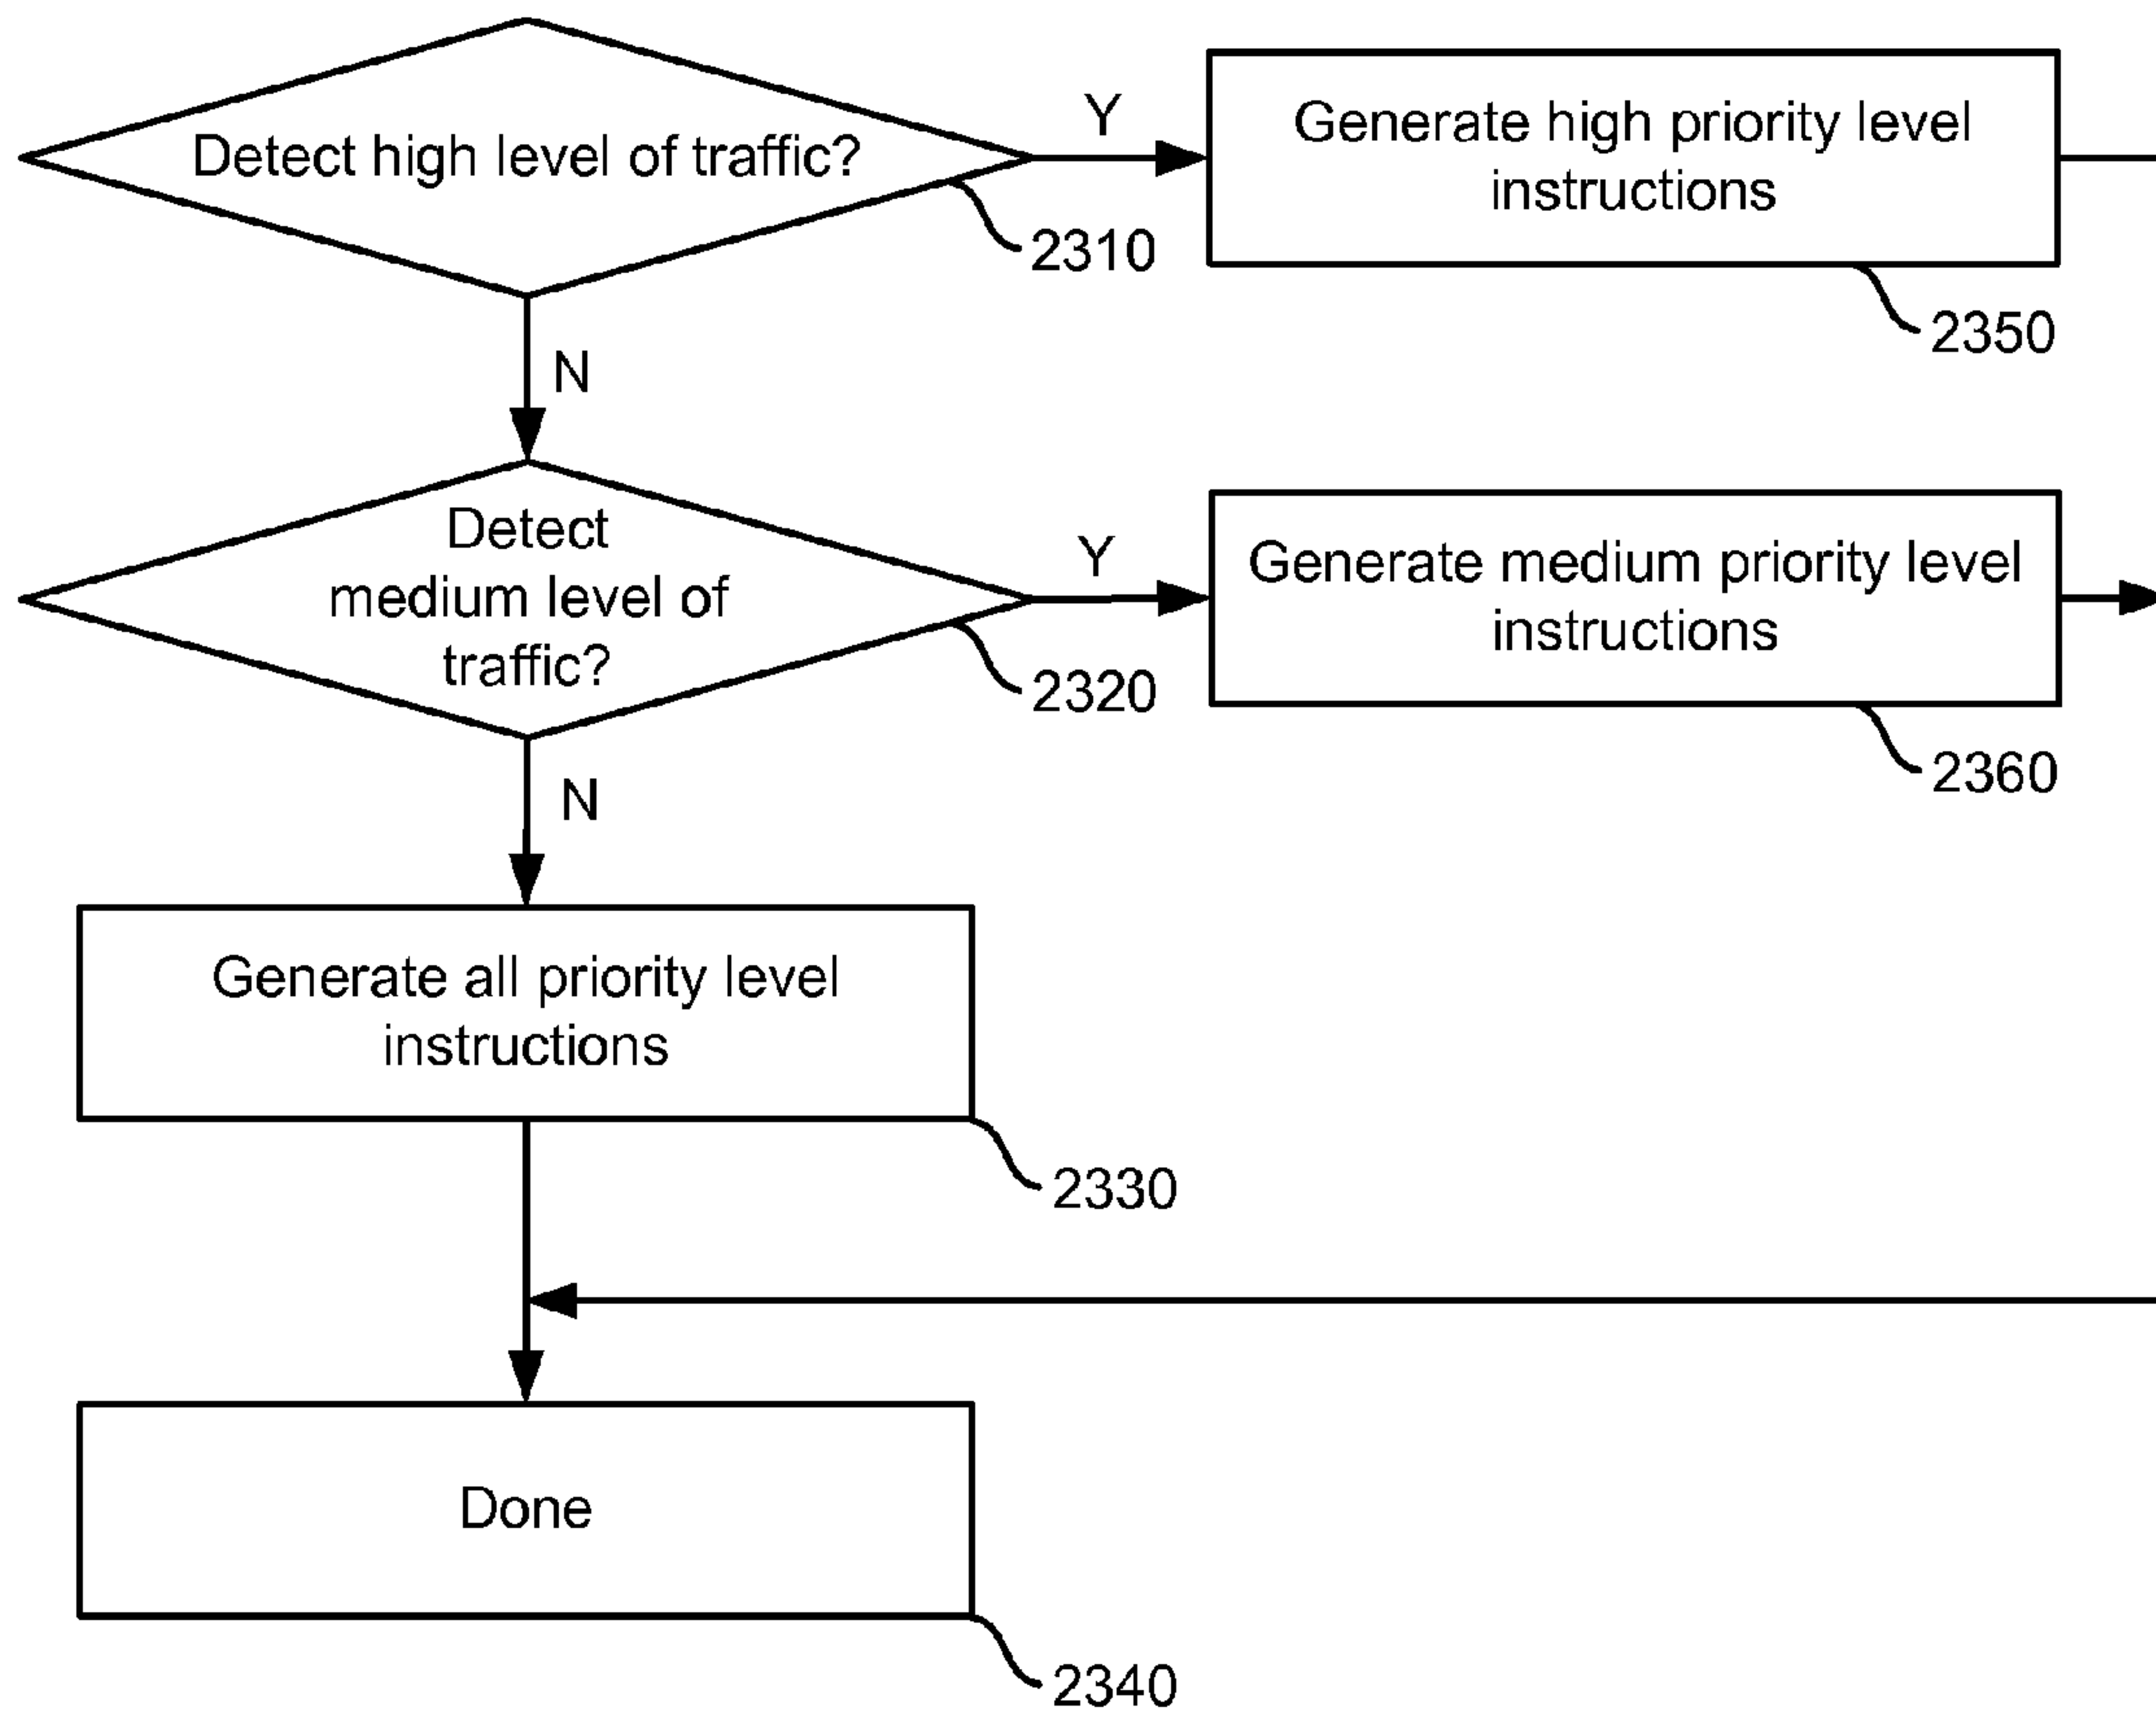 Detect high level of traffic?
Y
Generate high priority level
instructions
2310
2350
N
Detect
medium level of
traffic?
Y
Generate medium priority level
instructions
2320
2360
N
Generate all priority level
instructions
2330
Done
2340